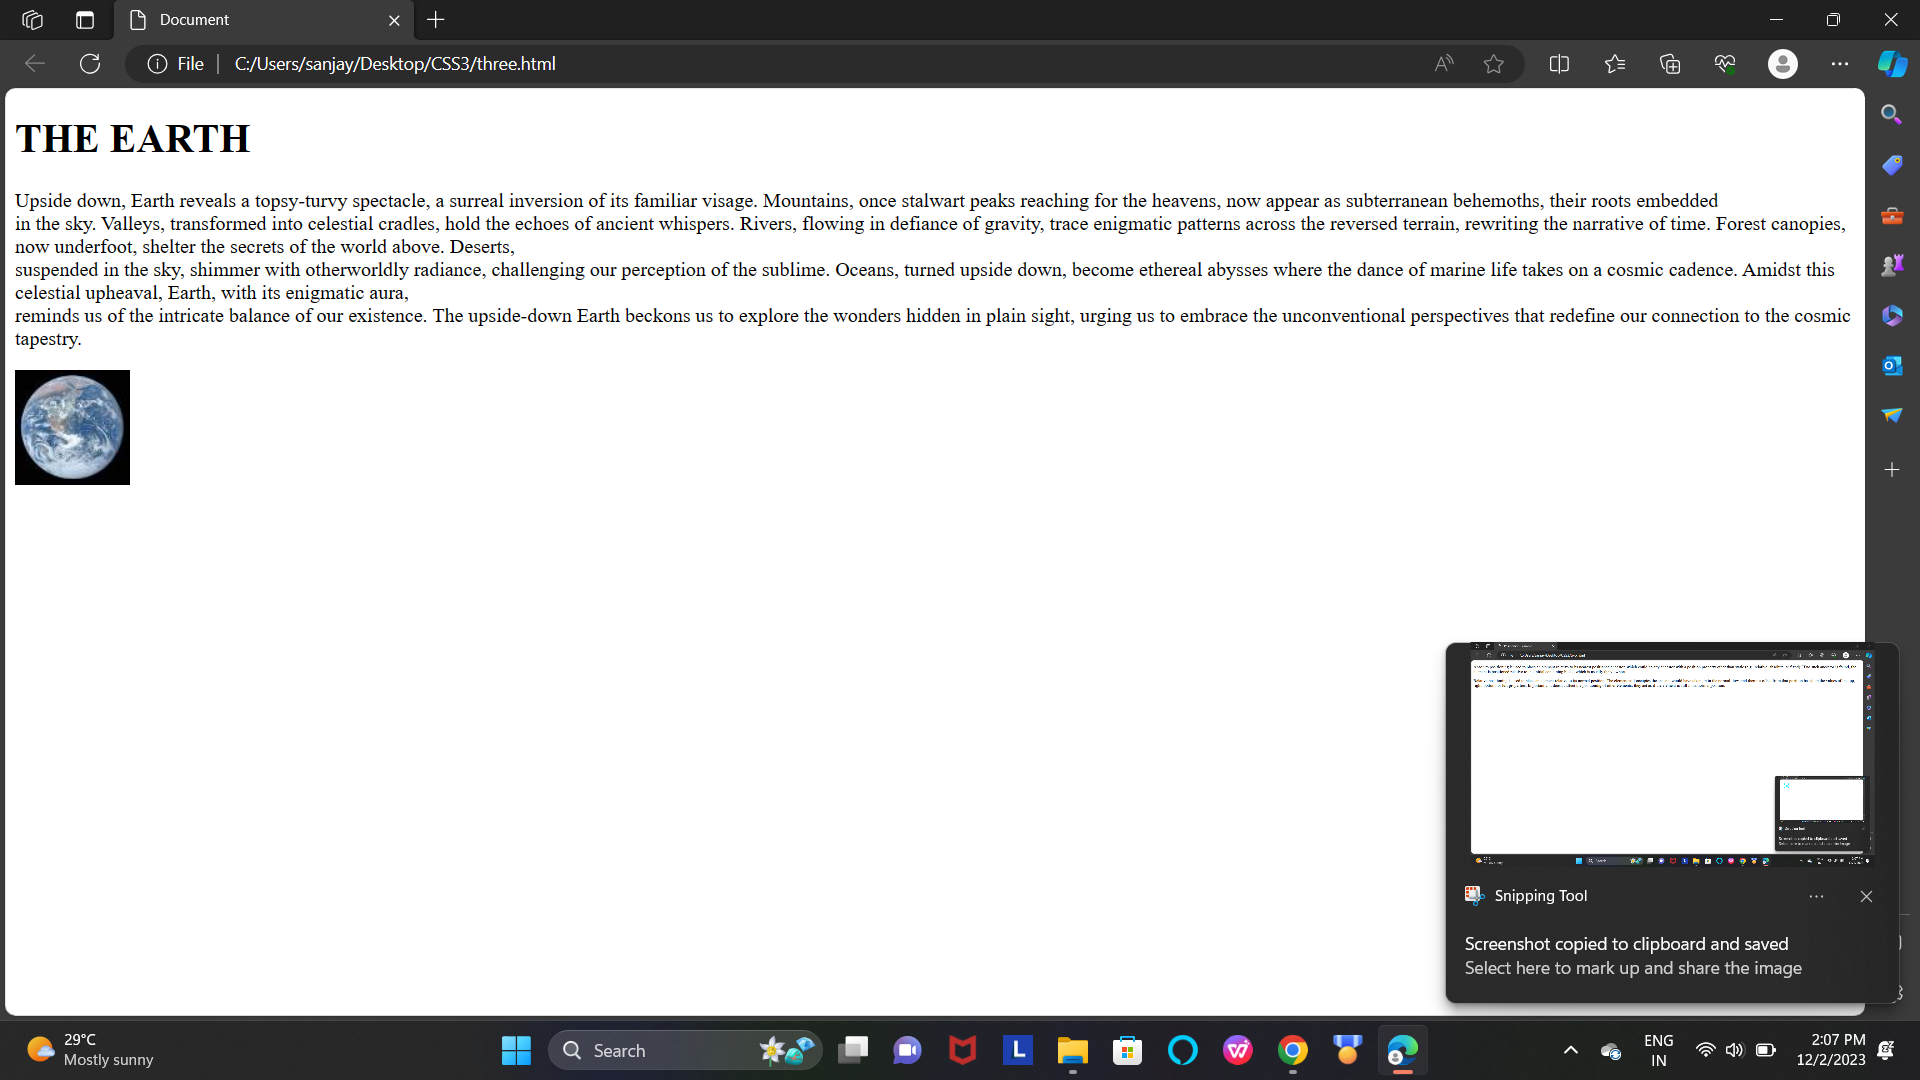 Document
File
C:/Users/sanjay/Desktop/CSS3/three.html
THE EARTH
Upside down, Earth reveals a topsy-turvy spectacle, a surreal inversion of its familiar visage. Mountains, once stalwart peaks reaching for the heavens, now appear as subterranean behemoths, their roots embedded
in the sky. Valleys, transformed into celestial cradles, hold the echoes of ancient whispers. Rivers, flowing in defiance of gravity, trace enigmatic patterns across the reversed terrain, rewriting the narrative of time. Forest canopies,
now underfoot, shelter the secrets of the world above. Deserts,
suspended in the sky, shimmer with otherworldly radiance, challenging our perception of the sublime. Oceans, turned upside down, become ethereal abysses where the dance of marine life takes on a cosmic cadence. Amidst this
celestial upheaval, Earth, with its enigmatic aura,
reminds us of the intricate balance of our existence. The upside-down Earth beckons us to explore the wonders hidden in plain sight, urging us to embrace the unconventional perspectives that redefine our connection to the cosmic
tapestry.
Snipping Tool
Screenshot copied to clipboard and saved
Select here to mark up and share the image
29°C
Mostly sunny
Search
L
ENG
IN
2:07 PM
12/2/2023